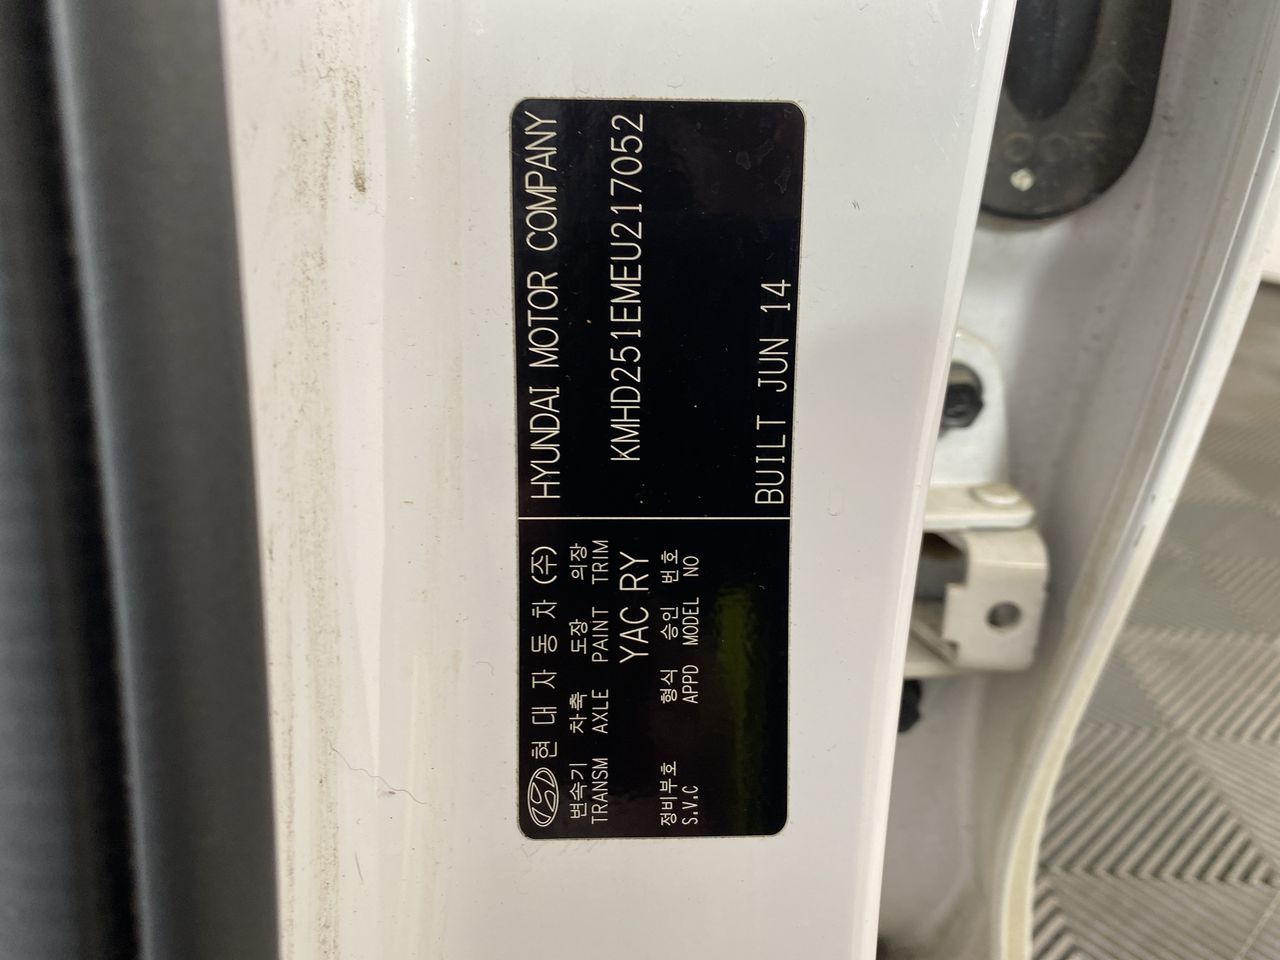 현대자동차(주)
변속기 차축 도장 의장
TRANSM AXLE PAINT TRIM
YAC RY
정비부호 형식 승인 번호
S.V.C APPD MODEL NO
HYUNDAI MOTOR COMPANY
KMHD251EMEU217052
BUILT JUN 14